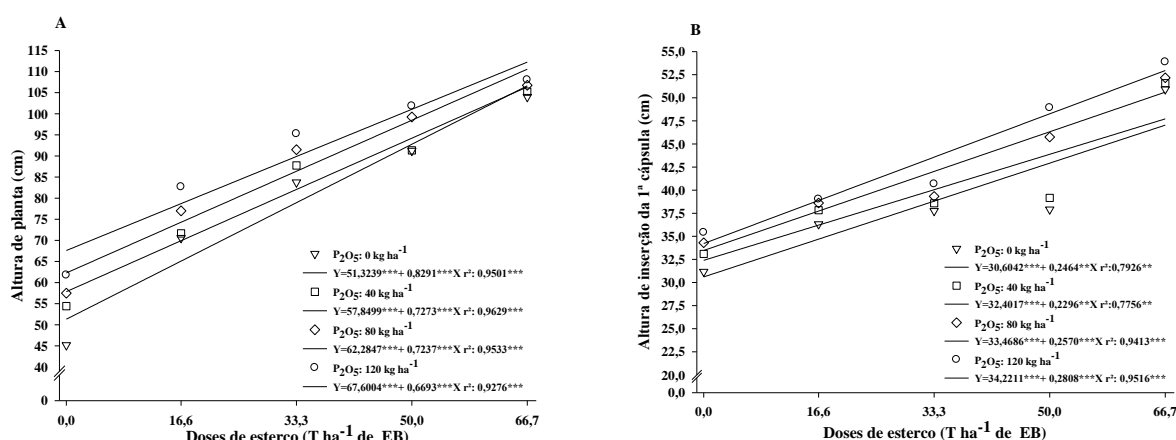 A
Altura de planta (cm)
115
110
105
100
95
90
85
80
75
70
65
60
55
50
45
40
0
P2O5: 0 kg ha-1
Y=51,3239***+ 0,8291***X r²: 0,9501***
P2O5: 40 kg ha-1
Y=57,8499***+ 0,7273***X r²: 0,9629***
P2O5: 80 kg ha-1
Y=62,2847***+ 0,7237***X r²: 0,9533***
P2O5: 120 kg ha-1
Y=67,6004***+ 0,6693***X r²: 0,9276***
0,0 16,6 33,3 50,0 66,7
Doses de esterco (T ha-1 de EB)
B
Altura de inserção da 1ª cápsula (cm)
55,0
52,5
50,0
47,5
45,0
42,5
40,0
37,5
35,0
32,5
30,0
27,5
25,0
22,5
20,0
0,0
P2O5: 0 kg ha-1
Y=30,6042***+ 0,2464**X r²:0,7926**
P2O5: 40 kg ha-1
Y=32,4017***+ 0,2296**X r²:0,7756**
P2O5: 80 kg ha-1
Y=33,4686***+ 0,2570***X r²: 0,9413***
P2O5: 120 kg ha-1
Y=34,2211***+ 0,2808***X r²: 0,9516***
0,0 16,6 33,3 50,0 66,7
Doses de esterco (T ha-1 de EB)